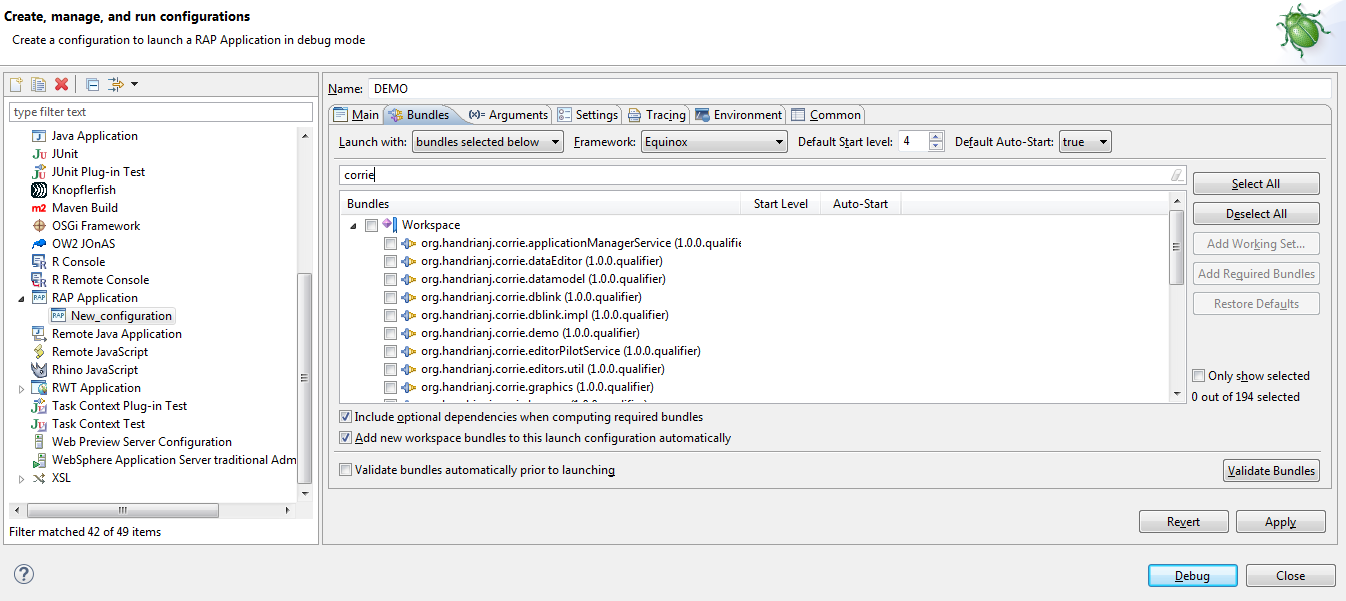 Create, manage, and run configurations
Create a configuration to launch a RAP Application in debug mode
type filter text
Java Application
Ju JUnit
JUnit Plug-in Test
Knopflerfish
m2 Maven Build
OSGi Framework
OW2 JOnAS
R Console
R Remote Console
RAP RAP Application
RAP New_configuration
Remote Java Application
Remote JavaScript
Rhino JavaScript
RWT Application
Task Context Plug-in Test
Ju Task Context Test
Web Preview Server Configuration
WebSphere Application Server traditional Adm
XSL
Filter matched 42 of 49 items
Name: DEMO
Main Bundles (x)= Arguments Settings Tracing Environment Common
Launch with: bundles selected below Framework: Equinox Default Start level: 4 Default Auto-Start: true
corrie
Bundles Start Level Auto-Start
Workspace
org.handrianj.corrie.applicationManagerService (1.0.0.qualifie
org.handrianj.corrie.dataEditor (1.0.0.qualifier)
org.handrianj.corrie.datamodel (1.0.0.qualifier)
org.handrianj.corrie.dblink (1.0.0.qualifier)
org.handrianj.corrie.dblink.impl (1.0.0.qualifier)
org.handrianj.corrie.demo (1.0.0.qualifier)
org.handrianj.corrie.editorPilotService (1.0.0.qualifier)
org.handrianj.corrie.editors.util (1.0.0.qualifier)
org.handrianj.corrie.graphics (1.0.0.qualifier)
Select All
Deselect All
Add Working Set...
Add Required Bundles
Restore Defaults
Only show selected
0 out of 194 selected
Include optional dependencies when computing required bundles
Add new workspace bundles to this launch configuration automatically
Validate bundles automatically prior to launching
Validate Bundles
Revert Apply
? Debug Close